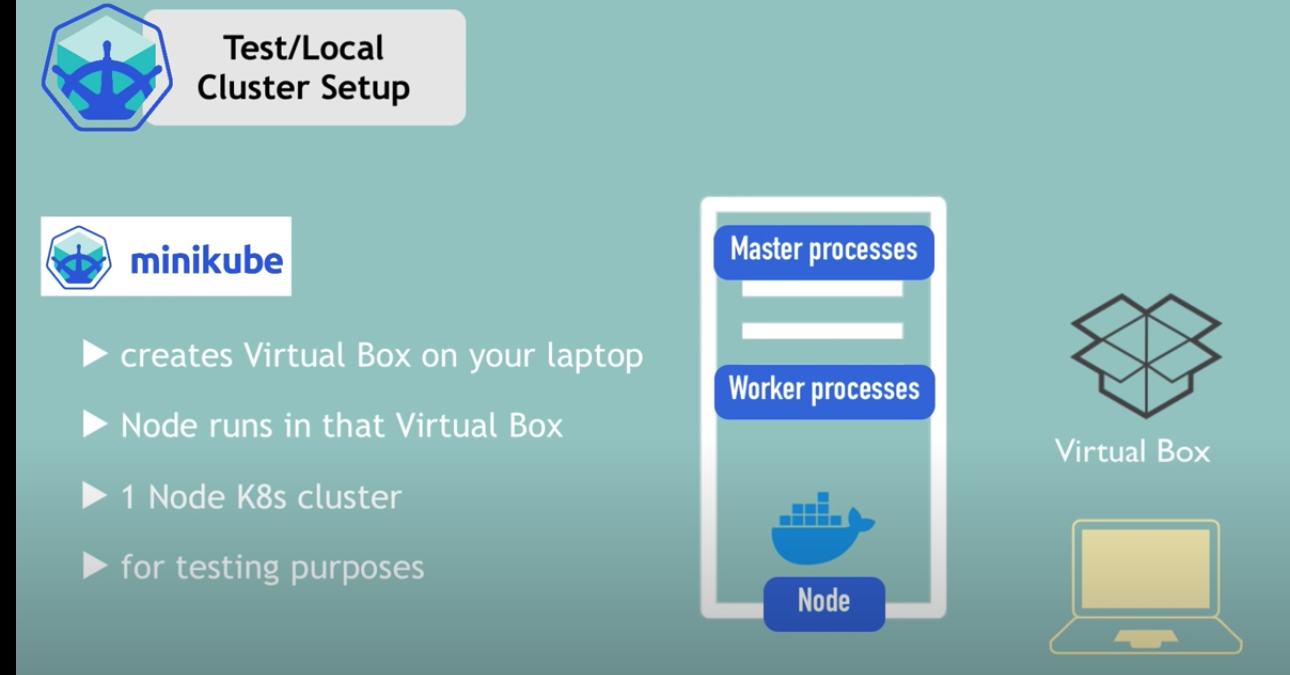 Test/Local
Cluster Setup
minikube
creates Virtual Box on your laptop
Node runs in that Virtual Box
1 Node K8s cluster
for testing purposes
Master processes
Worker processes
Node
Virtual Box